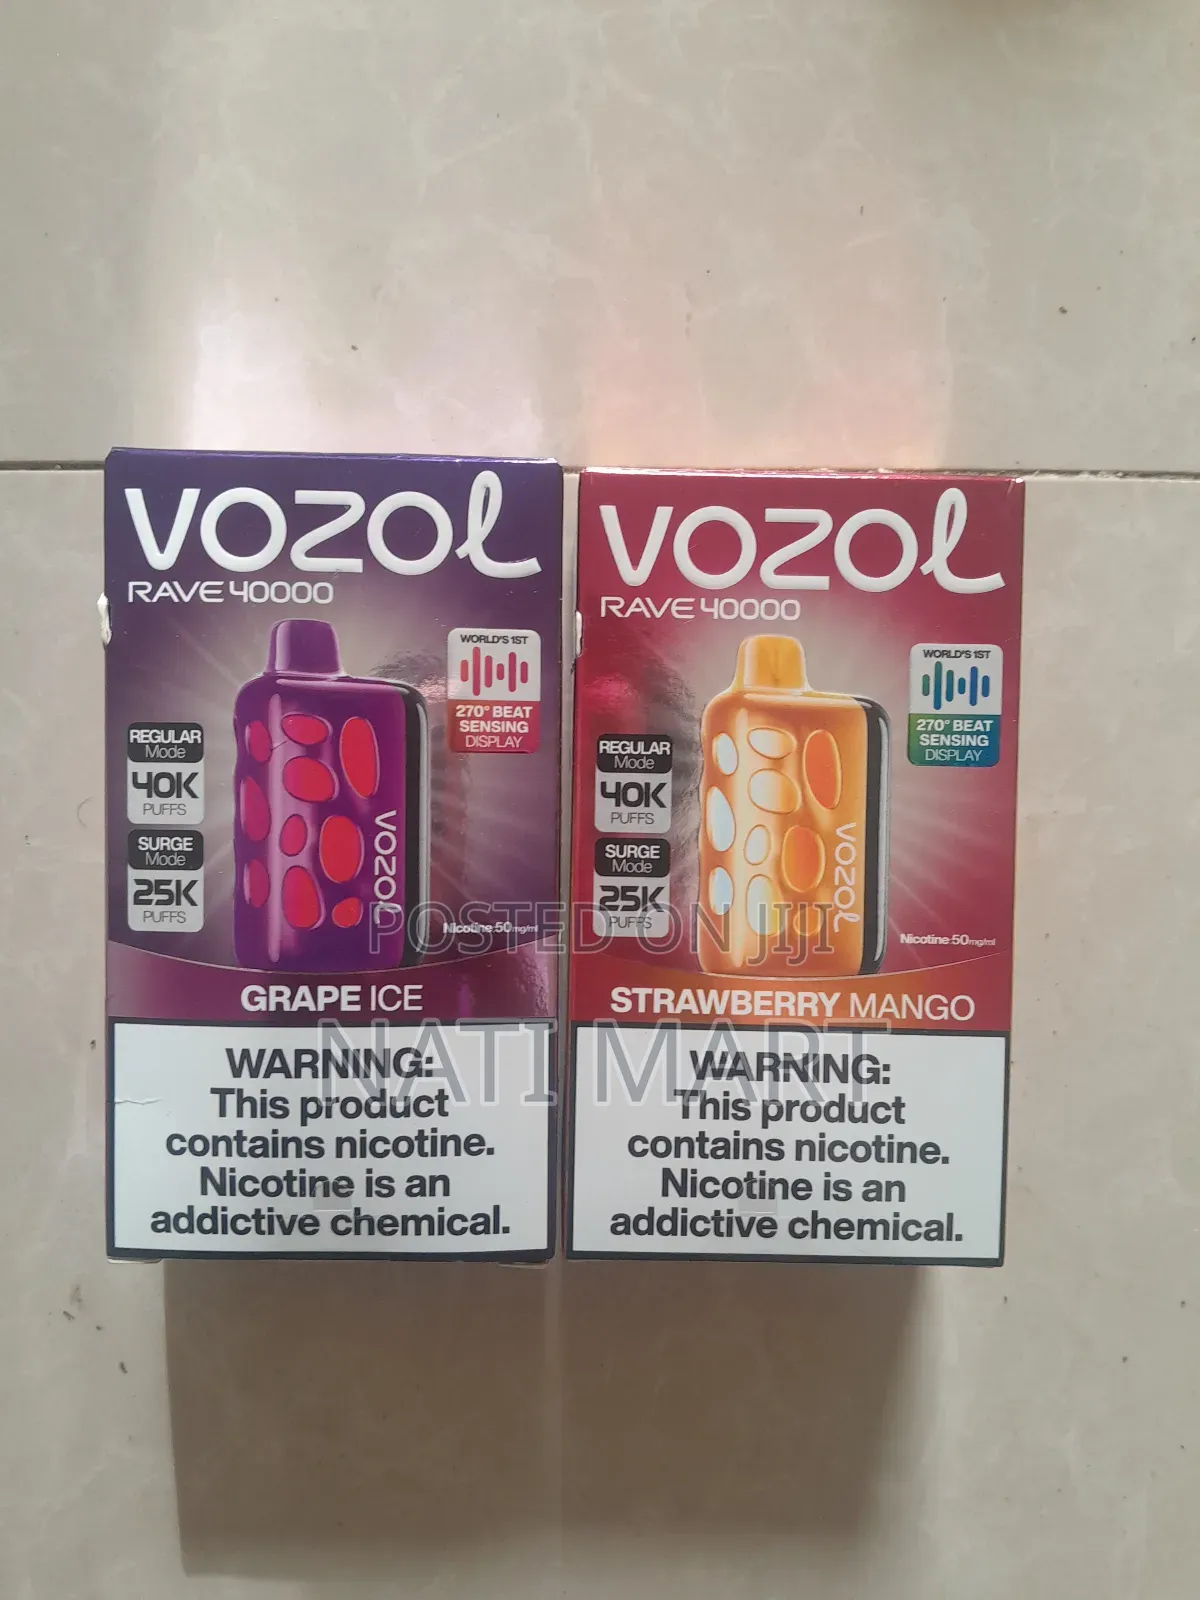 VOZOL
RAVE 40000
WORLD'S 1ST
270° BEAT
SENSING
DISPLAY
REGULAR
Mode
40K
PUFFS
SURGE
Mode
25K
PUFFS
VOZOL
Nicotine 50mg/ml
GRAPE ICE
WARNING:
This product
contains nicotine.
Nicotine is an
addictive chemical.
VOZOL
RAVE 40000
WORLD'S 1ST
270° BEAT
SENSING
DISPLAY
REGULAR
Mode
40K
PUFFS
SURGE
Mode
25K
PUFFS
VOZOL
Nicotine 50mg/ml
STRAWBERRY MANGO
WARNING:
This product
contains nicotine.
Nicotine is an
addictive chemical.
POSTED ON JIJI
NATI MART